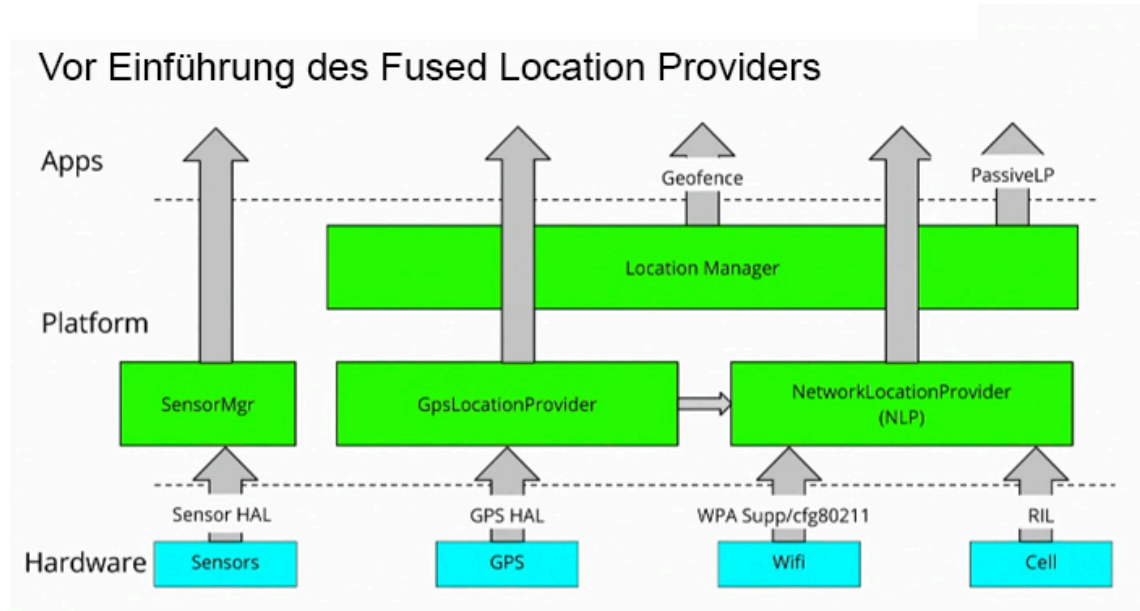 Vor Einführung des Fused Location Providers
Apps
Geofence
PassiveLP
Location Manager
Platform
SensorMgr
GpsLocationProvider
NetworkLocationProvider
(NLP)
Sensor HAL
GPS HAL
WPA Supp/cfg80211
RIL
Hardware
Sensors
GPS
Wifi
Cell